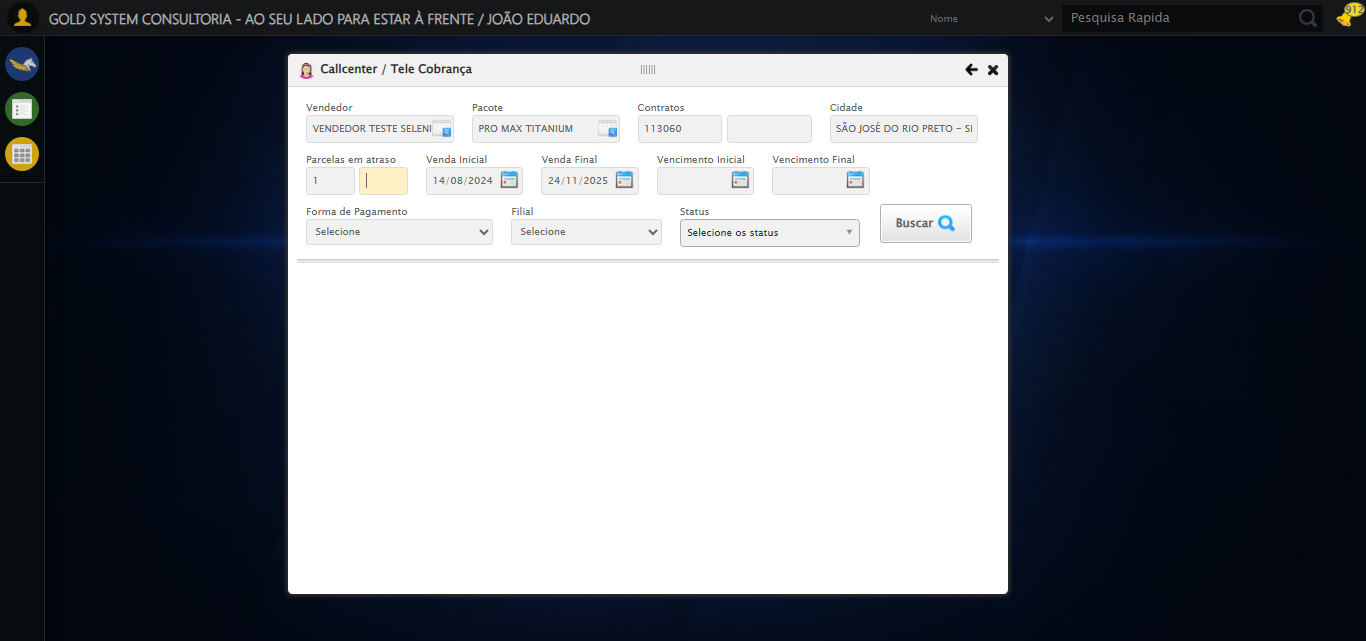 GOLD SYSTEM CONSULTORIA - AO SEU LADO PARA ESTAR À FRENTE / JOÃO EDUARDO
Nome
Pesquisa Rapida
912
Callcenter / Tele Cobrança
Vendedor Pacote Contratos Cidade
VENDEDOR TESTE SELENI PRO MAX TITANIUM 113060 SÃO JOSÉ DO RIO PRETO - SI
Parcelas em atraso Venda Inicial Venda Final Vencimento Inicial Vencimento Final
1 14/08/2024 24/11/2025
Forma de Pagamento Filial Status
Selecione Selecione Selecione os status Buscar